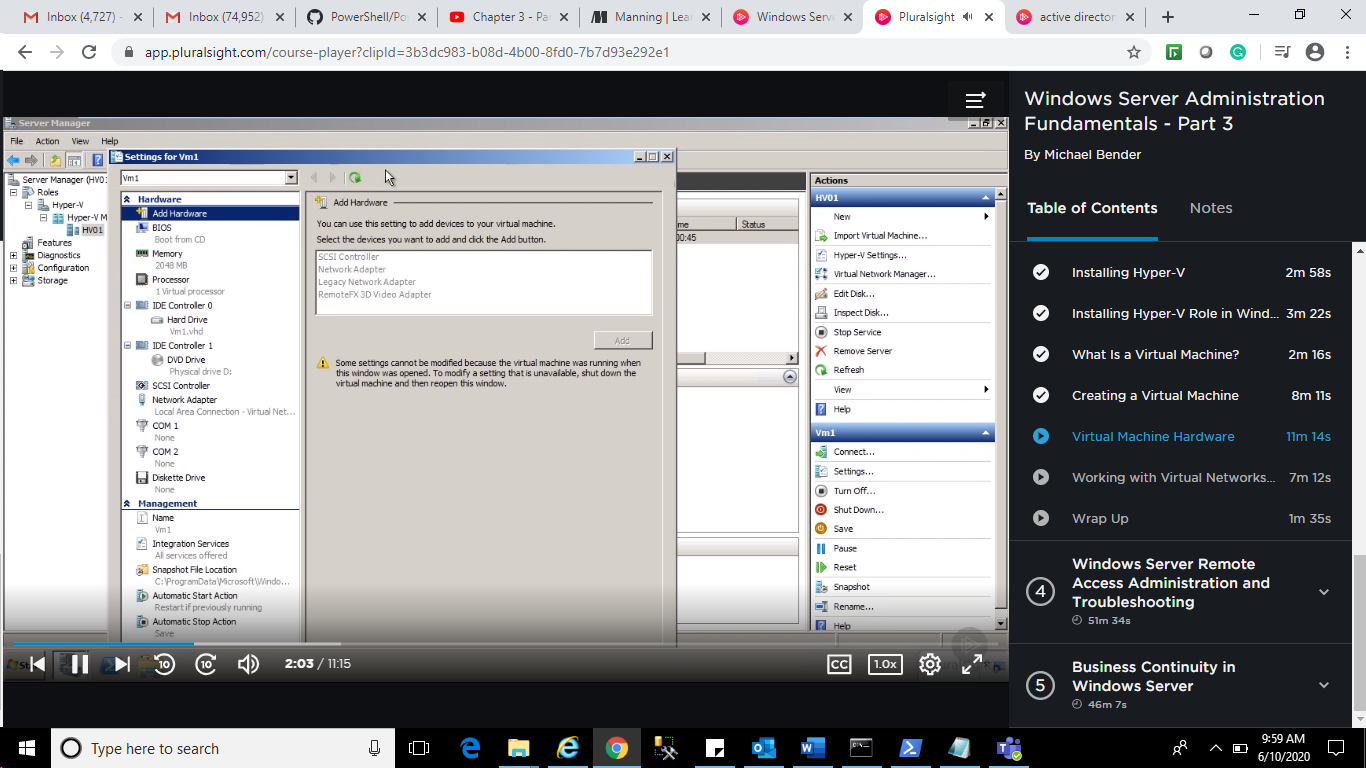 Inbox (4,727) -
Inbox (74,952)
PowerShell/Po
Chapter 3 - Pa
Manning | Lea
Windows Serve
Pluralsight
active director
app.pluralsight.com/course-player?clipId=3b3dc983-b08d-4b00-8fd0-7b7d93e292e1
Server Manager
File Action View Help
Server Manager (HV01
Roles
Hyper-V
Hyper-V M
HV01
Features
Diagnostics
Configuration
Storage
Settings for Vm1
Vm1
Hardware
Add Hardware
BIOS
Boot from CD
Memory
2048 MB
Processor
1 Virtual processor
IDE Controller 0
Hard Drive
Vm1.vhd
IDE Controller 1
DVD Drive
Physical drive D:
SCSI Controller
Network Adapter
Local Area Connection - Virtual Net...
COM 1
None
COM 2
None
Diskette Drive
None
Management
Name
Vm1
Integration Services
All services offered
Snapshot File Location
C:\ProgramData\Microsoft\Windo...
Automatic Start Action
Restart if previously running
Automatic Stop Action
Save
Add Hardware
You can use this setting to add devices to your virtual machine.
Select the devices you want to add and click the Add button.
SCSI Controller
Network Adapter
Legacy Network Adapter
RemoteFX 3D Video Adapter
Add
Some settings cannot be modified because the virtual machine was running when
this window was opened. To modify a setting that is unavailable, shut down the
virtual machine and then reopen this window.
me Status
00:45
Actions
HV01
New
Import Virtual Machine...
Hyper-V Settings...
Virtual Network Manager...
Edit Disk...
Inspect Disk...
Stop Service
Remove Server
Refresh
View
Help
Vm1
Connect...
Settings...
Turn Off...
Shut Down...
Save
Pause
Reset
Snapshot
Rename...
Help
10
10
2:03 / 11:15
CC
1.0x
Windows Server Administration
Fundamentals - Part 3
By Michael Bender
Table of Contents Notes
Installing Hyper-V 2m 58s
Installing Hyper-V Role in Wind... 3m 22s
What Is a Virtual Machine? 2m 16s
Creating a Virtual Machine 8m 11s
Virtual Machine Hardware 11m 14s
Working with Virtual Networks... 7m 12s
Wrap Up 1m 35s
4
Windows Server Remote
Access Administration and
Troubleshooting
51m 34s
5
Business Continuity in
Windows Server
46m 7s
Type here to search
9:59 AM
6/10/2020